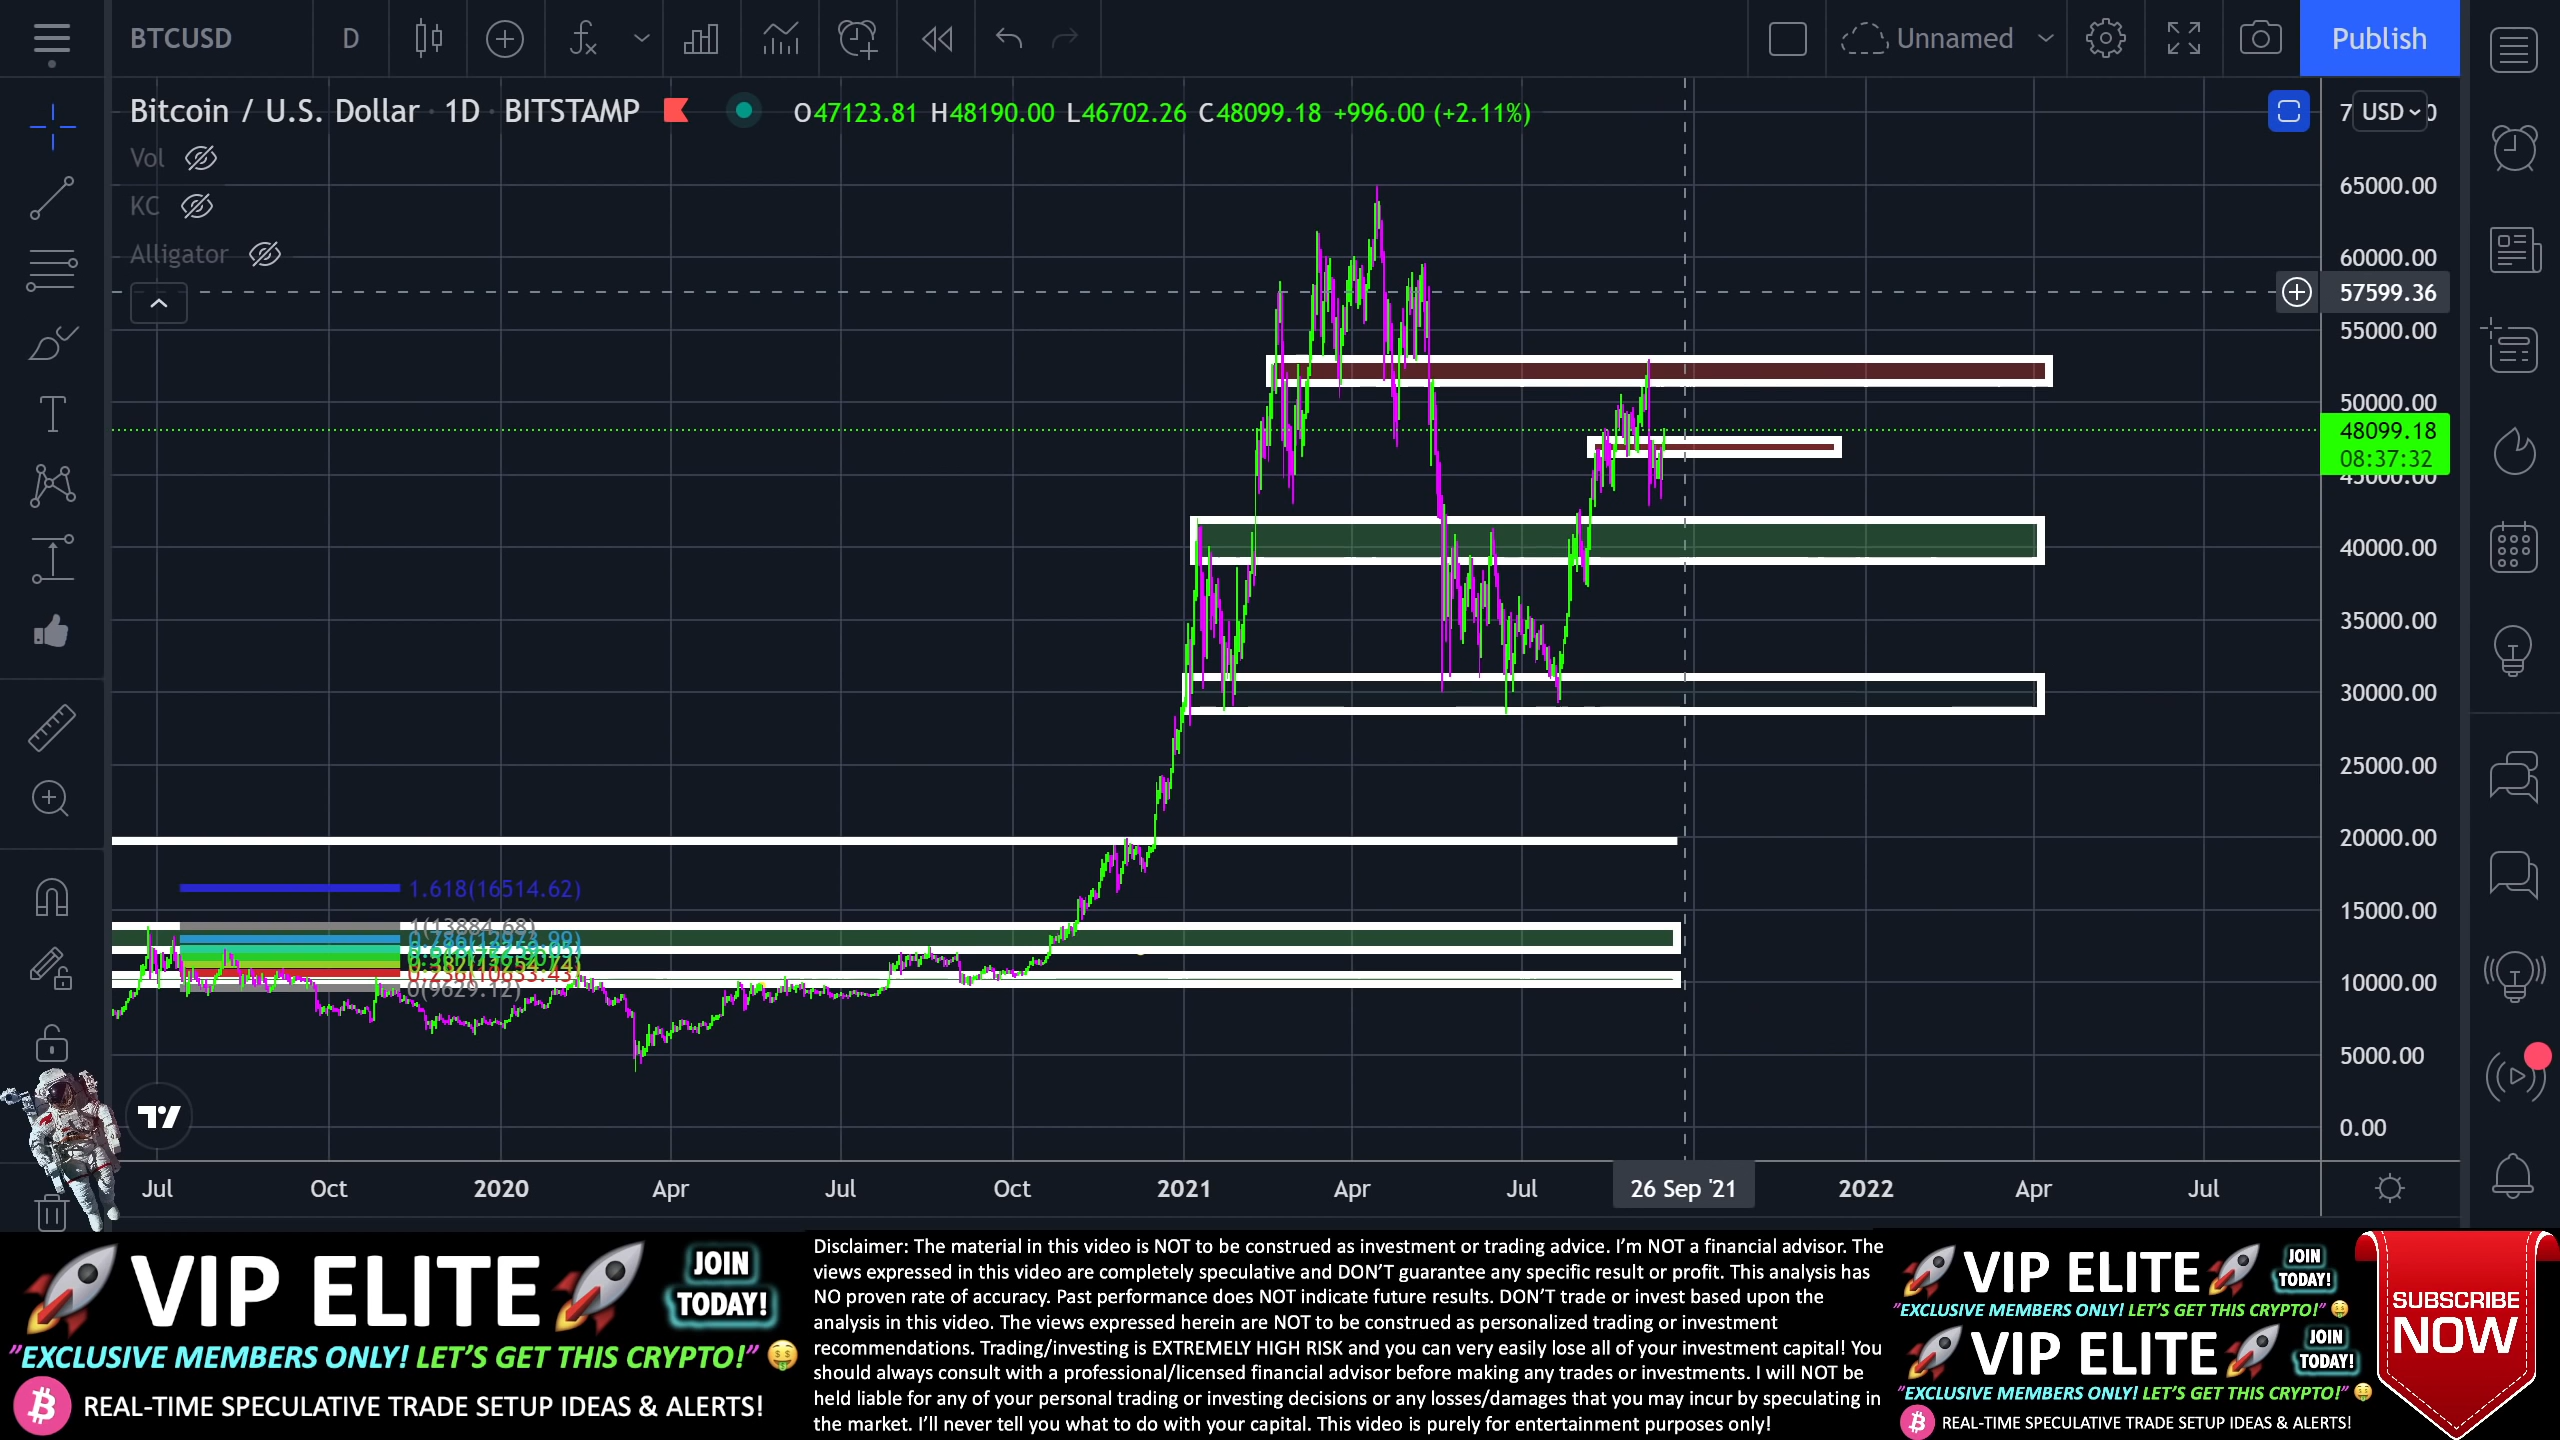 BTCUSD D Unnamed Publish
Bitcoin / U.S. Dollar · 1D · BITSTAMP O47123.81 H48190.00 L46702.26 C48099.18 +996.00 (+2.11%)
USD
Vol
KC
Alligator
65000.00
60000.00
57599.36
55000.00
50000.00
48099.18
08:37:32
45000.00
40000.00
35000.00
30000.00
25000.00
20000.00
15000.00
10000.00
5000.00
0.00
1.618(16514.62)
1(13884.68)
0(9629.12)
Jul Oct 2020 Apr Jul Oct 2021 Apr Jul 26 Sep '21 2022 Apr Jul
VIP ELITE
JOIN
TODAY!
"EXCLUSIVE MEMBERS ONLY! LET'S GET THIS CRYPTO!"
REAL-TIME SPECULATIVE TRADE SETUP IDEAS & ALERTS!
Disclaimer: The material in this video is NOT to be construed as investment or trading advice. I'm NOT a financial advisor. The
views expressed in this video are completely speculative and DON'T guarantee any specific result or profit. This analysis has
NO proven rate of accuracy. Past performance does NOT indicate future results. DON'T trade or invest based upon the
analysis in this video. The views expressed herein are NOT to be construed as personalized trading or investment
recommendations. Trading/investing is EXTREMELY HIGH RISK and you can very easily lose all of your investment capital! You
should always consult with a professional/licensed financial advisor before making any trades or investments. I will NOT be
held liable for any of your personal trading or investing decisions or any losses/damages that you may incur by speculating in
the market. I'll never tell you what to do with your capital. This video is purely for entertainment purposes only!
VIP ELITE
JOIN
TODAY!
"EXCLUSIVE MEMBERS ONLY! LET'S GET THIS CRYPTO!"
VIP ELITE
JOIN
TODAY!
"EXCLUSIVE MEMBERS ONLY! LET'S GET THIS CRYPTO!"
REAL-TIME SPECULATIVE TRADE SETUP IDEAS & ALERTS!
SUBSCRIBE
NOW